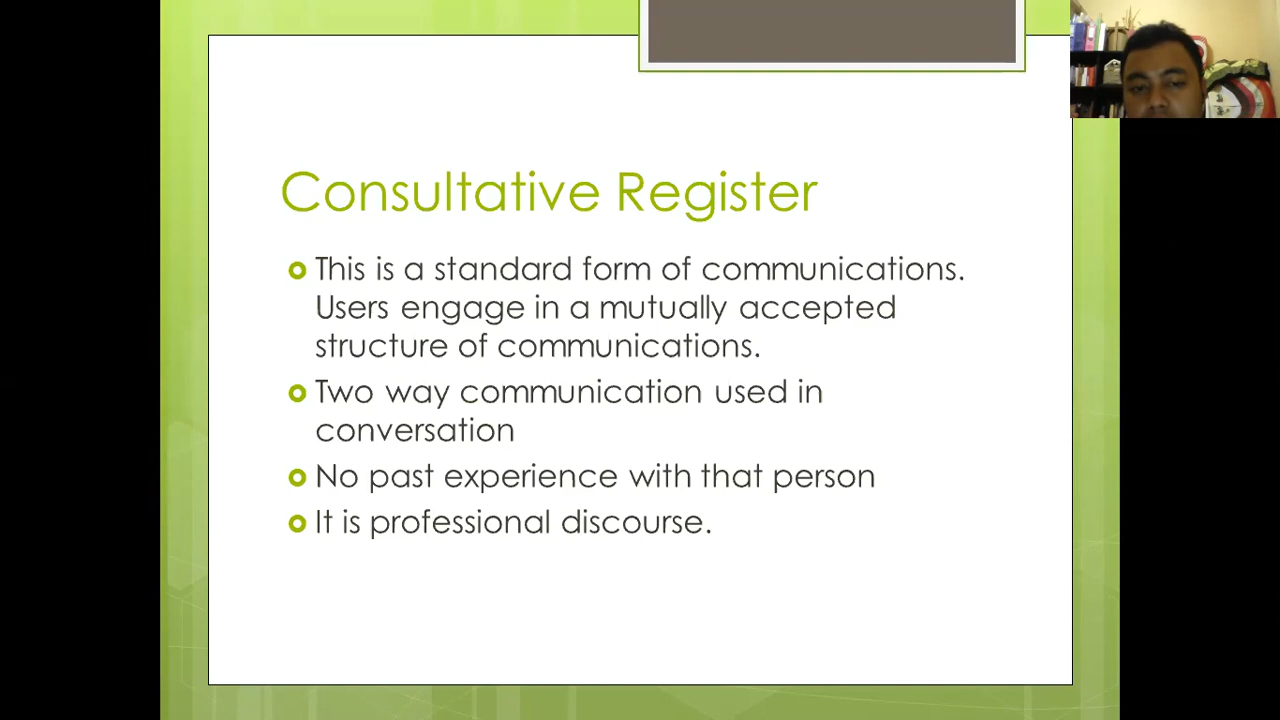 Consultative Register
This is a standard form of communications.
Users engage in a mutually accepted
structure of communications.
Two way communication used in
conversation
No past experience with that person
It is professional discourse.